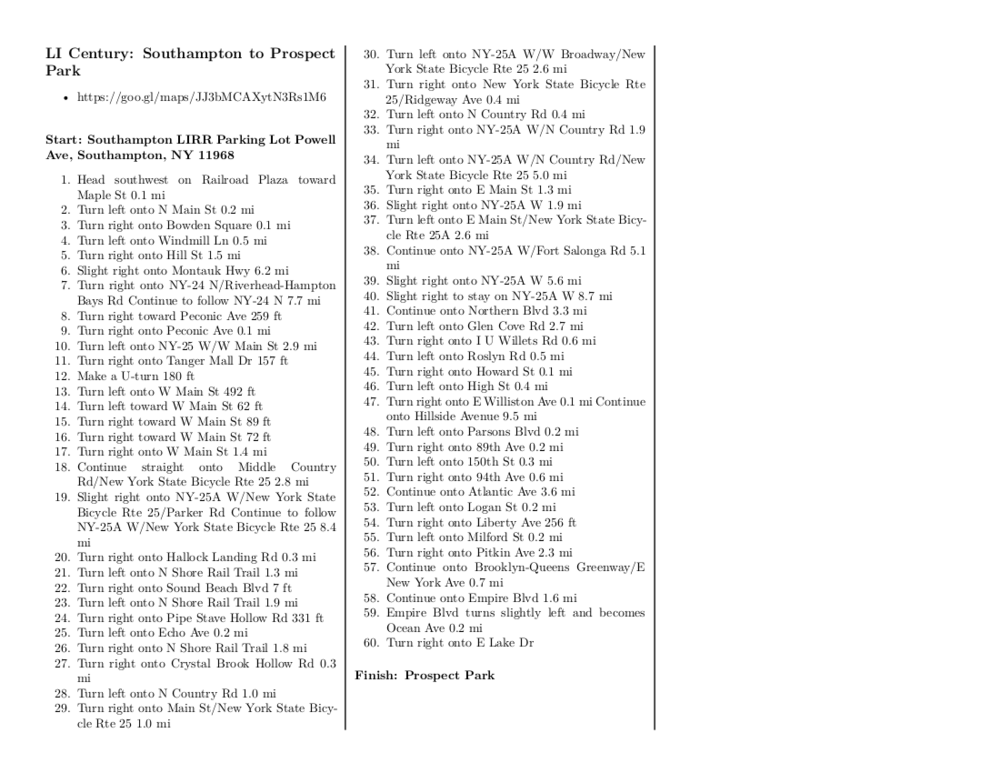 LI Century: Southampton to Prospect
Park
• https://goo.gl/maps/JJ3bMCAXytN3Rs1M6
Start: Southampton LIRR Parking Lot Powell
Ave, Southampton, NY 11968
1. Head southwest on Railroad Plaza toward
Maple St 0.1 mi
2. Turn left onto N Main St 0.2 mi
3. Turn right onto Bowden Square 0.1 mi
4. Turn left onto Windmill Ln 0.5 mi
5. Turn right onto Hill St 1.5 mi
6. Slight right onto Montauk Hwy 6.2 mi
7. Turn right onto NY-24 N/Riverhead-Hampton
Bays Rd Continue to follow NY-24 N 7.7 mi
8. Turn right toward Peconic Ave 259 ft
9. Turn right onto Peconic Ave 0.1 mi
10. Turn left onto NY-25 W/W Main St 2.9 mi
11. Turn right onto Tanger Mall Dr 157 ft
12. Make a U-turn 180 ft
13. Turn left onto W Main St 492 ft
14. Turn left toward W Main St 62 ft
15. Turn right toward W Main St 89 ft
16. Turn right toward W Main St 72 ft
17. Turn right onto W Main St 1.4 mi
18. Continue straight onto Middle Country
Rd/New York State Bicycle Rte 25 2.8 mi
19. Slight right onto NY-25A W/New York State
Bicycle Rte 25/Parker Rd Continue to follow
NY-25A W/New York State Bicycle Rte 25 8.4
mi
20. Turn right onto Hallock Landing Rd 0.3 mi
21. Turn left onto N Shore Rail Trail 1.3 mi
22. Turn right onto Sound Beach Blvd 7 ft
23. Turn left onto N Shore Rail Trail 1.9 mi
24. Turn right onto Pipe Stave Hollow Rd 331 ft
25. Turn left onto Echo Ave 0.2 mi
26. Turn right onto N Shore Rail Trail 1.8 mi
27. Turn right onto Crystal Brook Hollow Rd 0.3
mi
28. Turn left onto N Country Rd 1.0 mi
29. Turn right onto Main St/New York State Bicy-
cle Rte 25 1.0 mi
30. Turn left onto NY-25A W/W Broadway/New
York State Bicycle Rte 25 2.6 mi
31. Turn right onto New York State Bicycle Rte
25/Ridgeway Ave 0.4 mi
32. Turn left onto N Country Rd 0.4 mi
33. Turn right onto NY-25A W/N Country Rd 1.9
mi
34. Turn left onto NY-25A W/N Country Rd/New
York State Bicycle Rte 25 5.0 mi
35. Turn right onto E Main St 1.3 mi
36. Slight right onto NY-25A W 1.9 mi
37. Turn left onto E Main St/New York State Bicy-
cle Rte 25A 2.6 mi
38. Continue onto NY-25A W/Fort Salonga Rd 5.1
mi
39. Slight right onto NY-25A W 5.6 mi
40. Slight right to stay on NY-25A W 8.7 mi
41. Continue onto Northern Blvd 3.3 mi
42. Turn left onto Glen Cove Rd 2.7 mi
43. Turn right onto I U Willets Rd 0.6 mi
44. Turn left onto Roslyn Rd 0.5 mi
45. Turn right onto Howard St 0.1 mi
46. Turn left onto High St 0.4 mi
47. Turn right onto E Williston Ave 0.1 mi Continue
onto Hillside Avenue 9.5 mi
48. Turn left onto Parsons Blvd 0.2 mi
49. Turn right onto 89th Ave 0.2 mi
50. Turn left onto 150th St 0.3 mi
51. Turn right onto 94th Ave 0.6 mi
52. Continue onto Atlantic Ave 3.6 mi
53. Turn left onto Logan St 0.2 mi
54. Turn right onto Liberty Ave 256 ft
55. Turn left onto Milford St 0.2 mi
56. Turn right onto Pitkin Ave 2.3 mi
57. Continue onto Brooklyn-Queens Greenway/E
New York Ave 0.7 mi
58. Continue onto Empire Blvd 1.6 mi
59. Empire Blvd turns slightly left and becomes
Ocean Ave 0.2 mi
60. Turn right onto E Lake Dr
Finish: Prospect Park